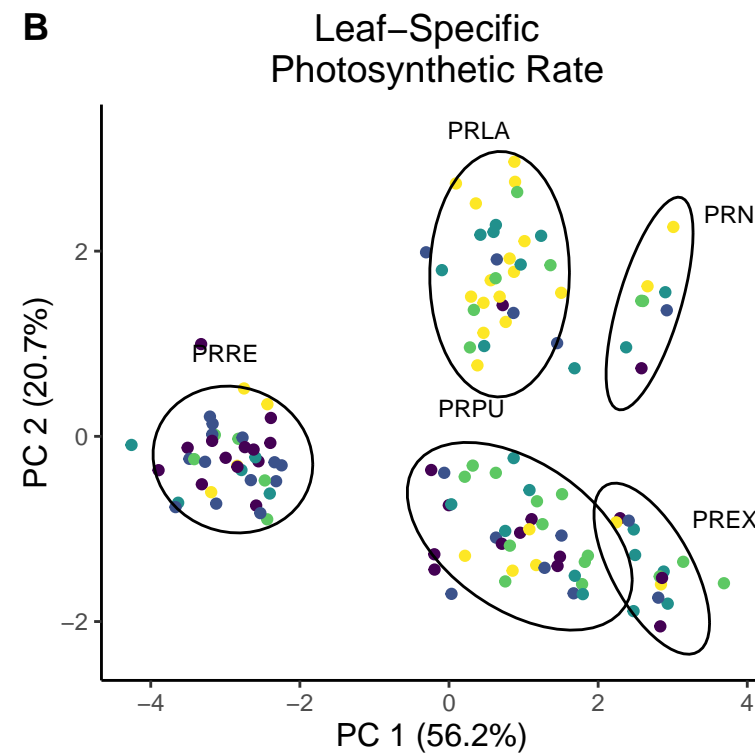 B
Leaf−Specific
Photosynthetic Rate
PRLA
PRN
PRRE
PRPU
PREX
2
0
−2
−4
−2
0
2
4
PC 2 (20.7%)
PC 1 (56.2%)